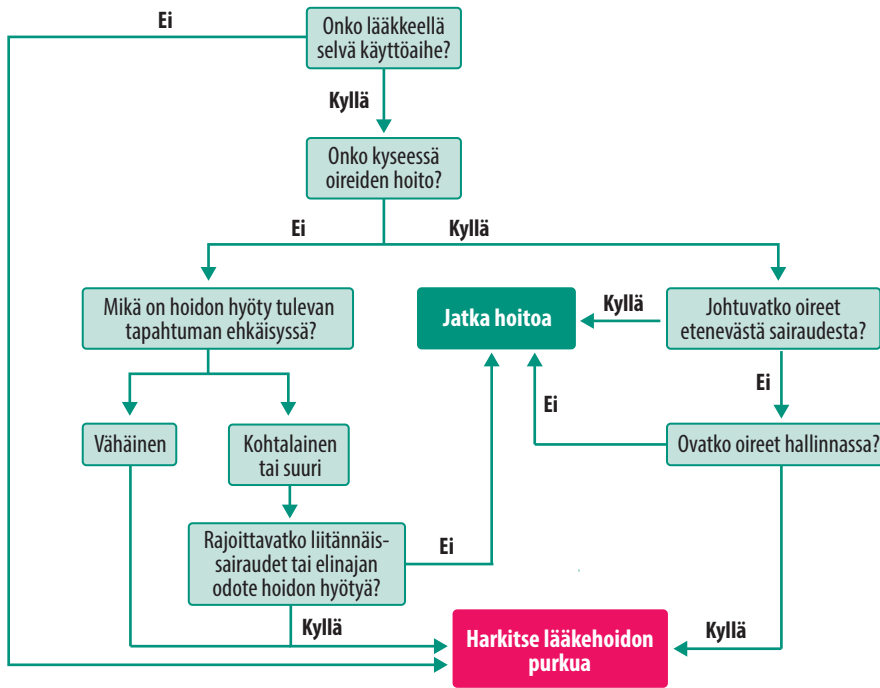 Ei
Onko lääkkeellä
selvä käyttöaihe?
Kyllä
Onko kyseessä
oireiden hoito?
Ei
Kyllä
Mikä on hoidon hyöty tulevan
tapahtuman ehkäisyssä?
Jatka hoitoa
Kyllä
Johtuvatko oireet
etenevästä sairaudesta?
Ei
Ei
Vähäinen
Kohtalainen
tai suuri
Ovatko oireet hallinnassa?
Rajoittavatko liitännäis-
sairaudet tai elinajan
odote hoidon hyötyä?
Ei
Kyllä
Harkitse lääkehoidon
purkua
Kyllä